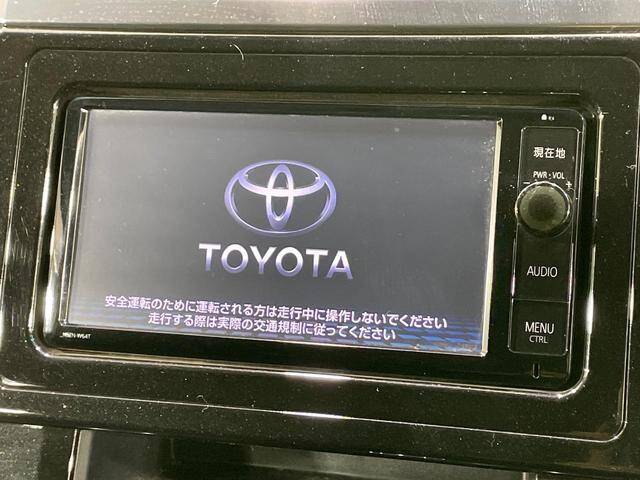 現在地
PWR・VOL
TOYOTA
AUDIO
安全運転のために運転される方は走行中に操作しないでください
走行する際は実際の交通規制に従ってください
MENU
CTRL
NSZN-W64T